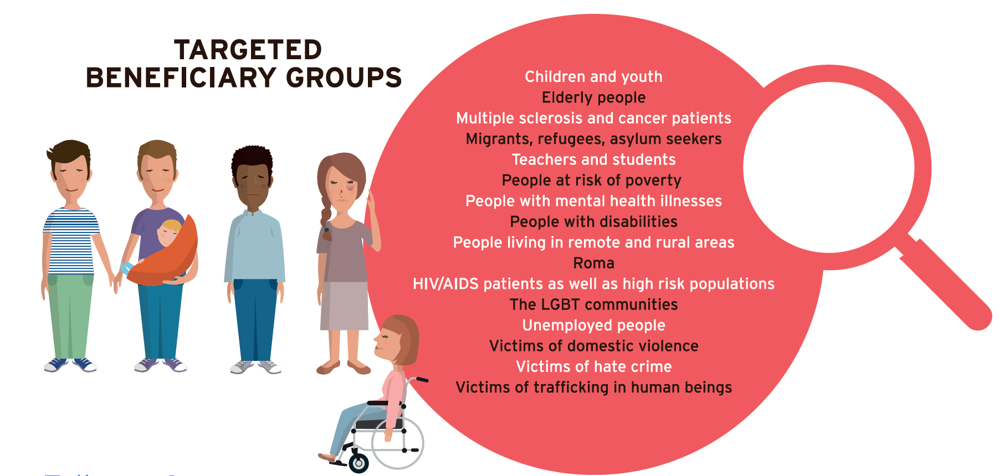 TARGETED
BENEFICIARY GROUPS
Children and youth
Elderly people
Multiple sclerosis and cancer patients
Migrants, refugees, asylum seekers
Teachers and students
People at risk of poverty
People with mental health illnesses
People with disabilities
People living in remote and rural areas
Roma
HIV/AIDS patients as well as high risk populations
The LGBT communities
Unemployed people
Victims of domestic violence
Victims of hate crime
Victims of trafficking in human beings